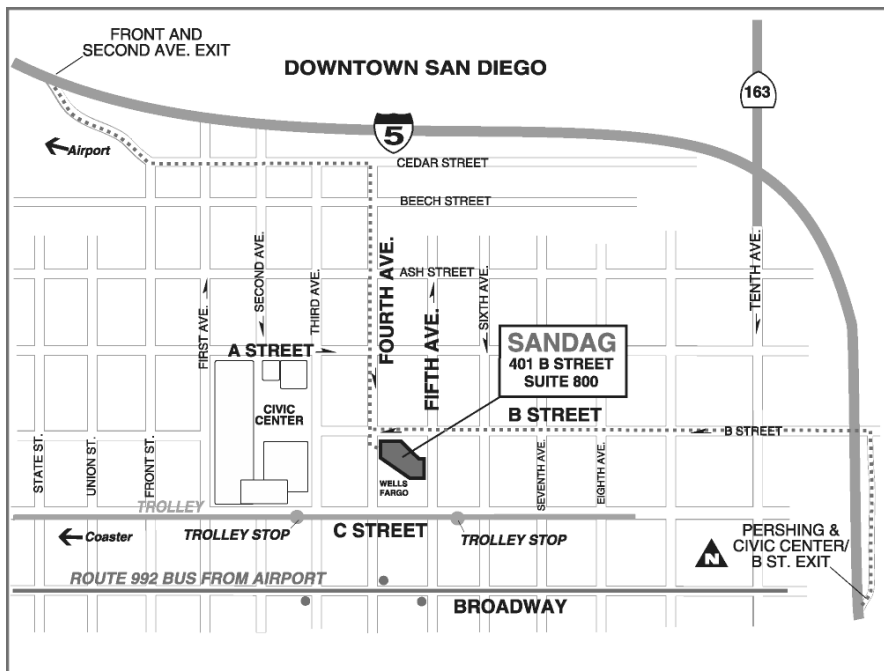 FRONT AND
SECOND AVE. EXIT
DOWNTOWN SAN DIEGO
163
5
Airport
CEDAR STREET
BEECH STREET
ASH STREET
FIRST AVE.
SECOND AVE.
THIRD AVE.
FOURTH AVE.
FIFTH AVE.
SIXTH AVE.
TENTH AVE.
A STREET
SANDAG
401 B STREET
SUITE 800
CIVIC
CENTER
B STREET
B STREET
STATE ST.
UNION ST.
FRONT ST.
WELLS
FARGO
SEVENTH AVE.
EIGHTH AVE.
TROLLEY
Coaster
TROLLEY STOP
C STREET
TROLLEY STOP
N
PERSHING &
CIVIC CENTER/
B ST. EXIT
ROUTE 992 BUS FROM AIRPORT
BROADWAY